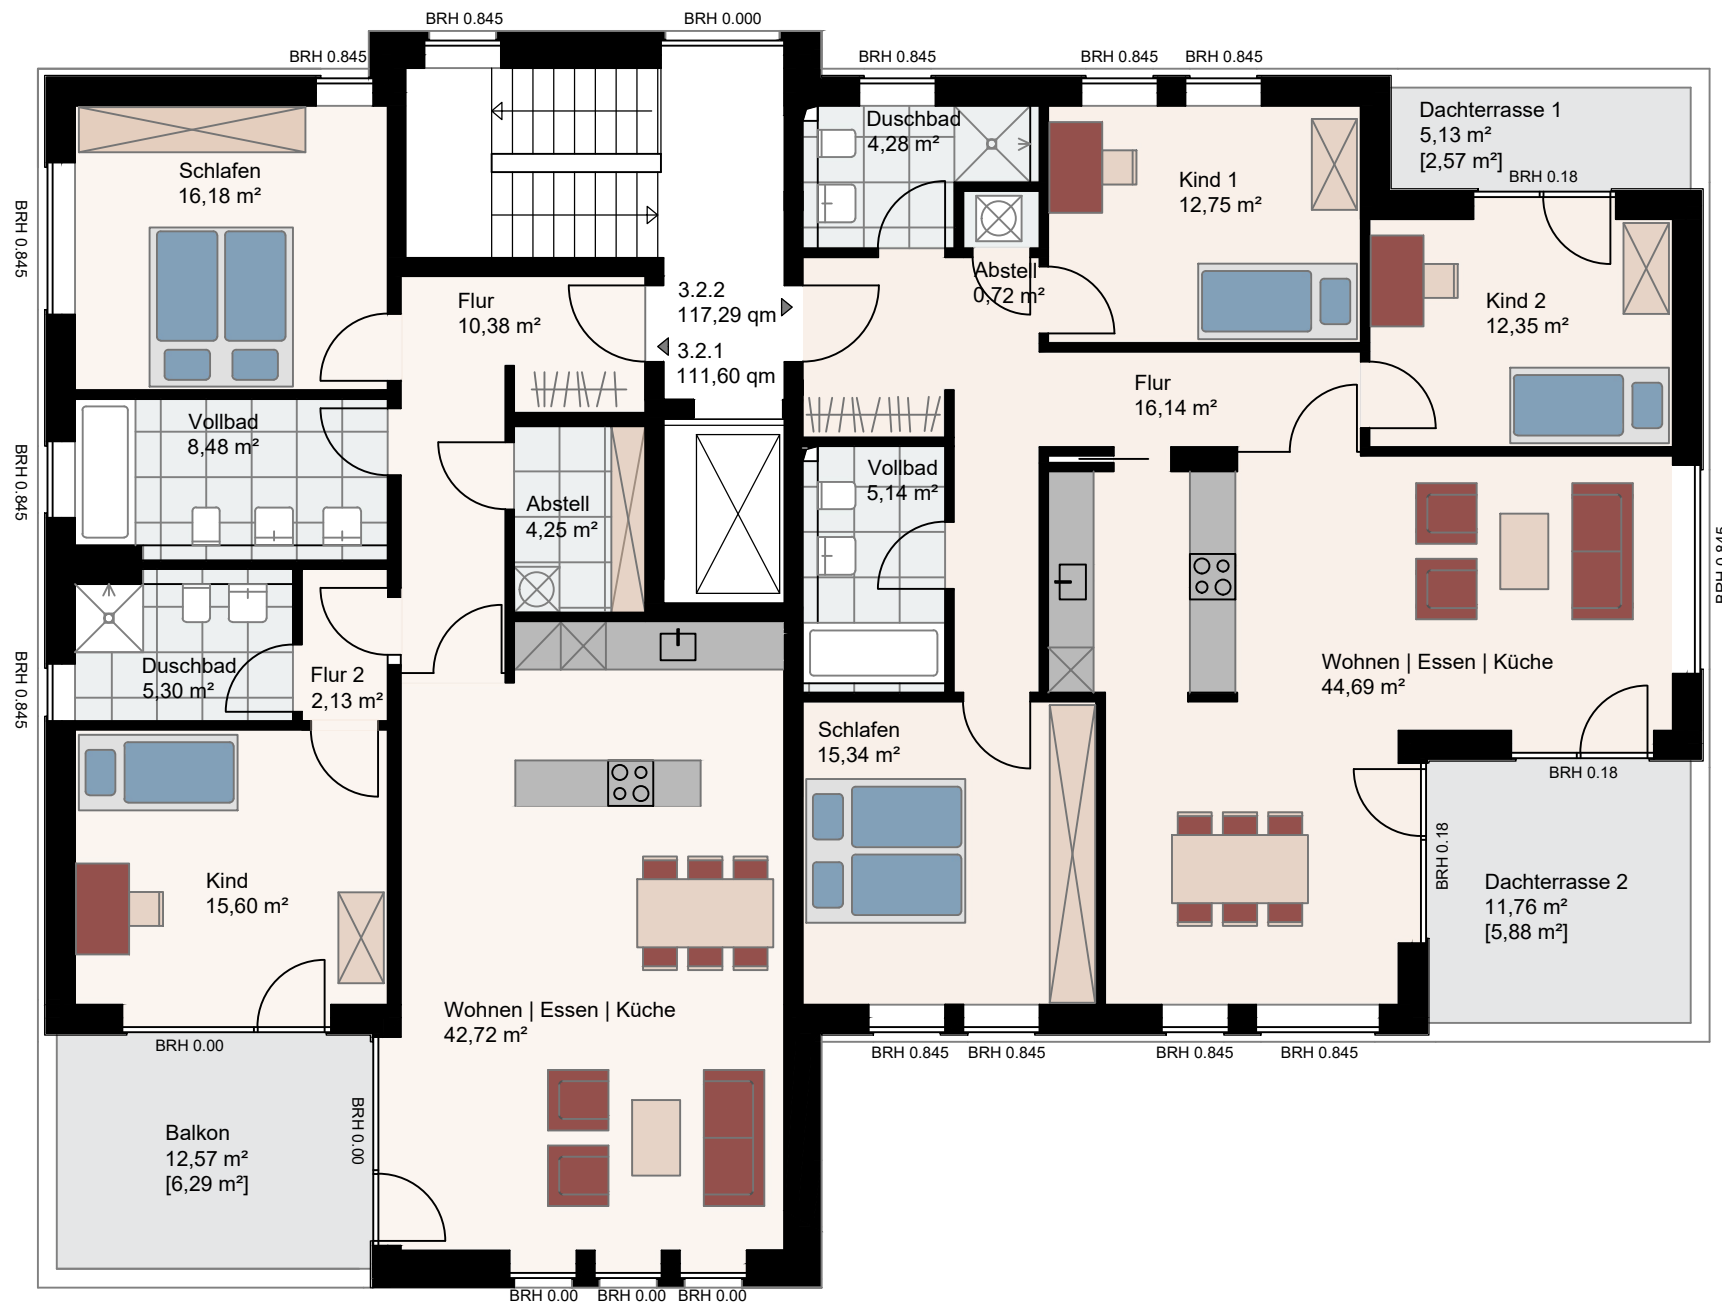 BRH 0.845
BRH 0.000
BRH 0.845
BRH 0.845
BRH 0.845
BRH 0.845
Dachterrasse 1
5,13 m²
[2,57 m²]
BRH 0.18
Duschbad
4,28 m²
Schlafen
16,18 m²
Kind 1
12,75 m²
BRH 0.845
Abstell
0,72 m²
Flur
10,38 m²
3.2.2
117,29 qm
3.2.1
111,60 qm
Kind 2
12,35 m²
Flur
16,14 m²
Vollbad
8,48 m²
BRH 0.845
Vollbad
5,14 m²
Abstell
4,25 m²
BRH 0.845
Duschbad
5,30 m²
Flur 2
2,13 m²
BRH 0.845
Wohnen | Essen | Küche
44,69 m²
Schlafen
15,34 m²
BRH 0.18
BRH 0.18
Kind
15,60 m²
Dachterrasse 2
11,76 m²
[5,88 m²]
Wohnen | Essen | Küche
42,72 m²
BRH 0.00
BRH 0.845
BRH 0.845
BRH 0.845
BRH 0.845
BRH 0.00
Balkon
12,57 m²
[6,29 m²]
BRH 0.00
BRH 0.00
BRH 0.00